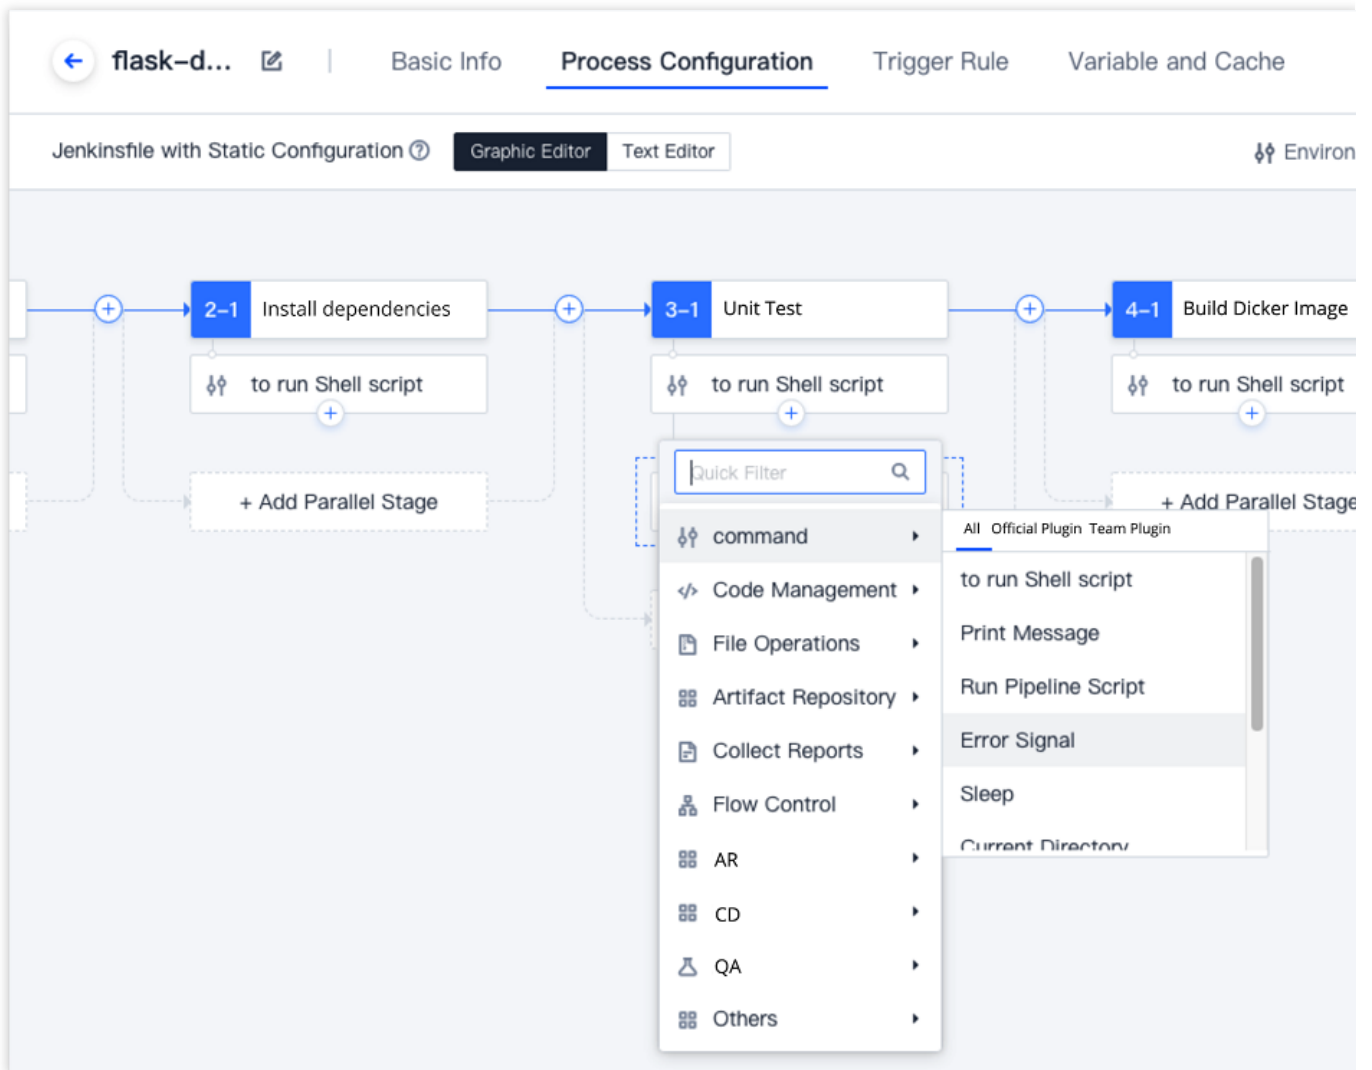 flask-d...
Basic Info
Process Configuration
Trigger Rule
Variable and Cache
Jenkinsfile with Static Configuration ?
Graphic Editor
Text Editor
Environ
2-1 Install dependencies
3-1 Unit Test
4-1 Build Dicker Image
to run Shell script
to run Shell script
to run Shell script
+ Add Parallel Stage
+ Add Parallel Stage
Quick Filter
command
Code Management
File Operations
Artifact Repository
Collect Reports
Flow Control
AR
CD
QA
Others
All Official Plugin Team Plugin
to run Shell script
Print Message
Run Pipeline Script
Error Signal
Sleep
Current Directory